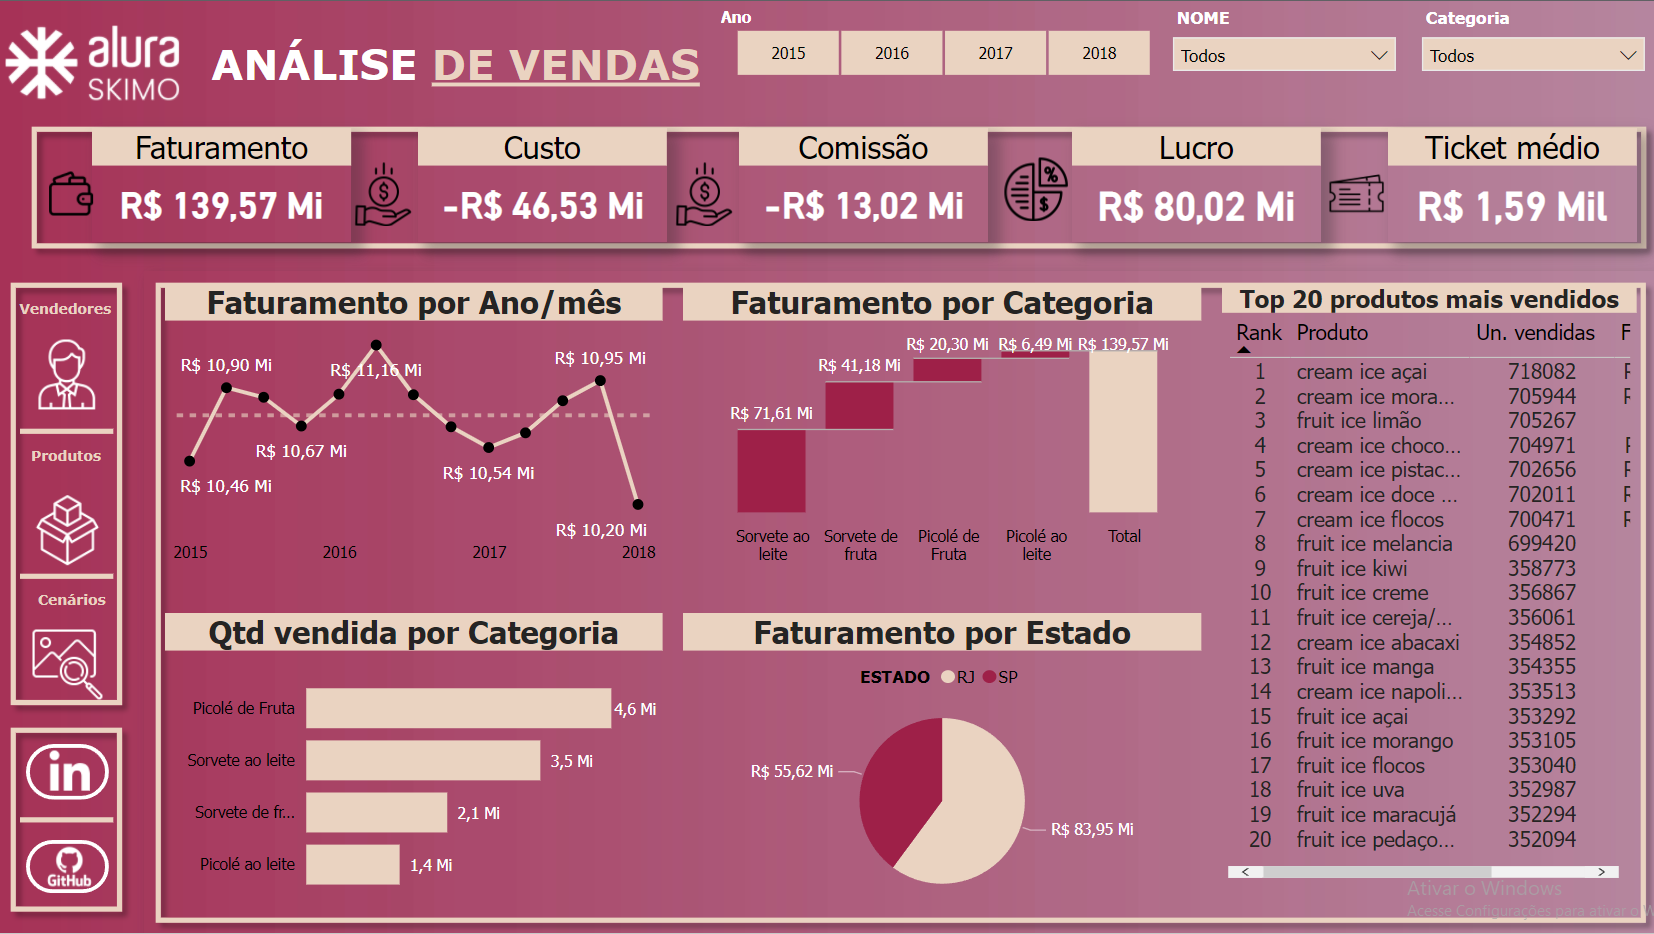 alura
SKIMO
ANÁLISE DE VENDAS
Ano
2015 2016 2017 2018
NOME
Todos
Categoria
Todos
Faturamento
R$ 139,57 Mi
Custo
-R$ 46,53 Mi
Comissão
-R$ 13,02 Mi
Lucro
R$ 80,02 Mi
Ticket médio
R$ 1,59 Mil
Vendedores
Produtos
Cenários
in
GitHub
Faturamento por Ano/mês
R$ 10,90 Mi
R$ 11,16 Mi
R$ 10,95 Mi
R$ 10,67 Mi
R$ 10,54 Mi
R$ 10,46 Mi
R$ 10,20 Mi
2015 2016 2017 2018
Faturamento por Categoria
R$ 71,61 Mi
R$ 41,18 Mi
R$ 20,30 Mi
R$ 6,49 Mi
R$ 139,57 Mi
Sorvete ao
leite
Sorvete de
fruta
Picolé de
Fruta
Picolé ao
leite
Total
Qtd vendida por Categoria
Picolé de Fruta 4,6 Mi
Sorvete ao leite 3,5 Mi
Sorvete de fr... 2,1 Mi
Picolé ao leite 1,4 Mi
Faturamento por Estado
ESTADO RJ SP
R$ 55,62 Mi
R$ 83,95 Mi
Top 20 produtos mais vendidos
Rank Produto Un. vendidas F
1 cream ice açai 718082 F
2 cream ice mora... 705944 F
3 fruit ice limão 705267
4 cream ice choco... 704971 F
5 cream ice pistac... 702656 F
6 cream ice doce ... 702011 F
7 cream ice flocos 700471 F
8 fruit ice melancia 699420
9 fruit ice kiwi 358773
10 fruit ice creme 356867
11 fruit ice cereja/... 356061
12 cream ice abacaxi 354852
13 fruit ice manga 354355
14 cream ice napoli... 353513
15 fruit ice açai 353292
16 fruit ice morango 353105
17 fruit ice flocos 353040
18 fruit ice uva 352987
19 fruit ice maracujá 352294
20 fruit ice pedaço... 352094
Ativar o Windows
Acesse Configurações para ativar o W